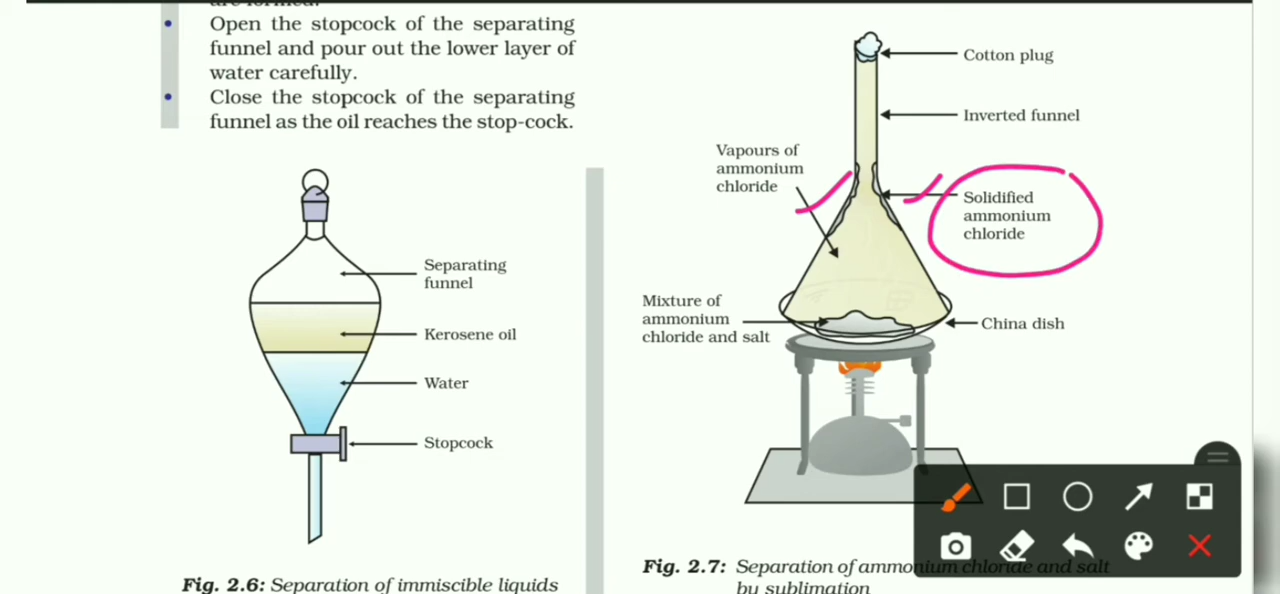 are formed.
• Open the stopcock of the separating
funnel and pour out the lower layer of
water carefully.
• Close the stopcock of the separating
funnel as the oil reaches the stop-cock.
Separating
funnel
Kerosene oil
Water
Stopcock
Fig. 2.6: Separation of immiscible liquids
Cotton plug
Inverted funnel
Vapours of
ammonium
chloride
Solidified
ammonium
chloride
Mixture of
ammonium
chloride and salt
China dish
Fig. 2.7: Separation of ammonium chloride and salt
by sublimation